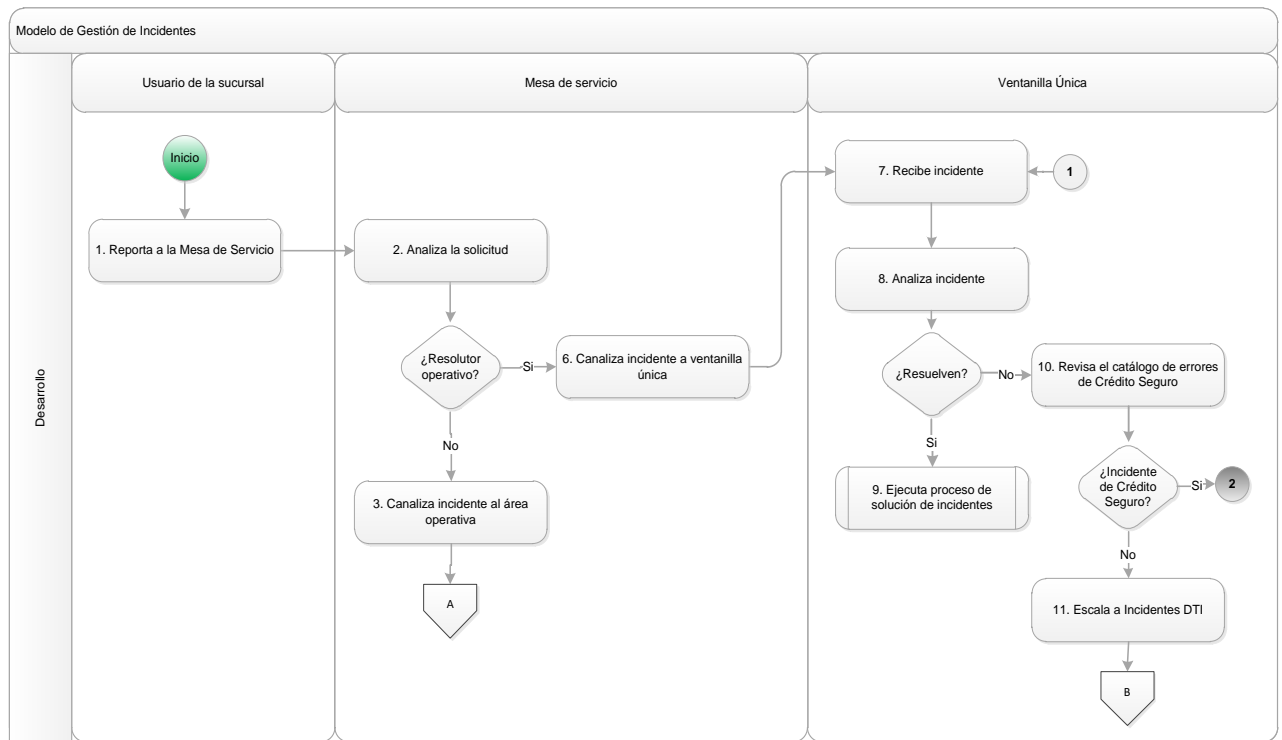 Modelo de Gestión de Incidentes
Desarrollo
Usuario de la sucursal
Mesa de servicio
Ventanilla Única
Inicio
1. Reporta a la Mesa de Servicio
2. Analiza la solicitud
¿Resolutor
operativo?
Si
6. Canaliza incidente a ventanilla
única
No
3. Canaliza incidente al área
operativa
A
7. Recibe incidente
1
8. Analiza incidente
¿Resuelven?
No
10. Revisa el catálogo de errores
de Crédito Seguro
Si
9. Ejecuta proceso de
solución de incidentes
¿Incidente
de Crédito
Seguro?
Si
2
No
11. Escala a Incidentes DTI
B